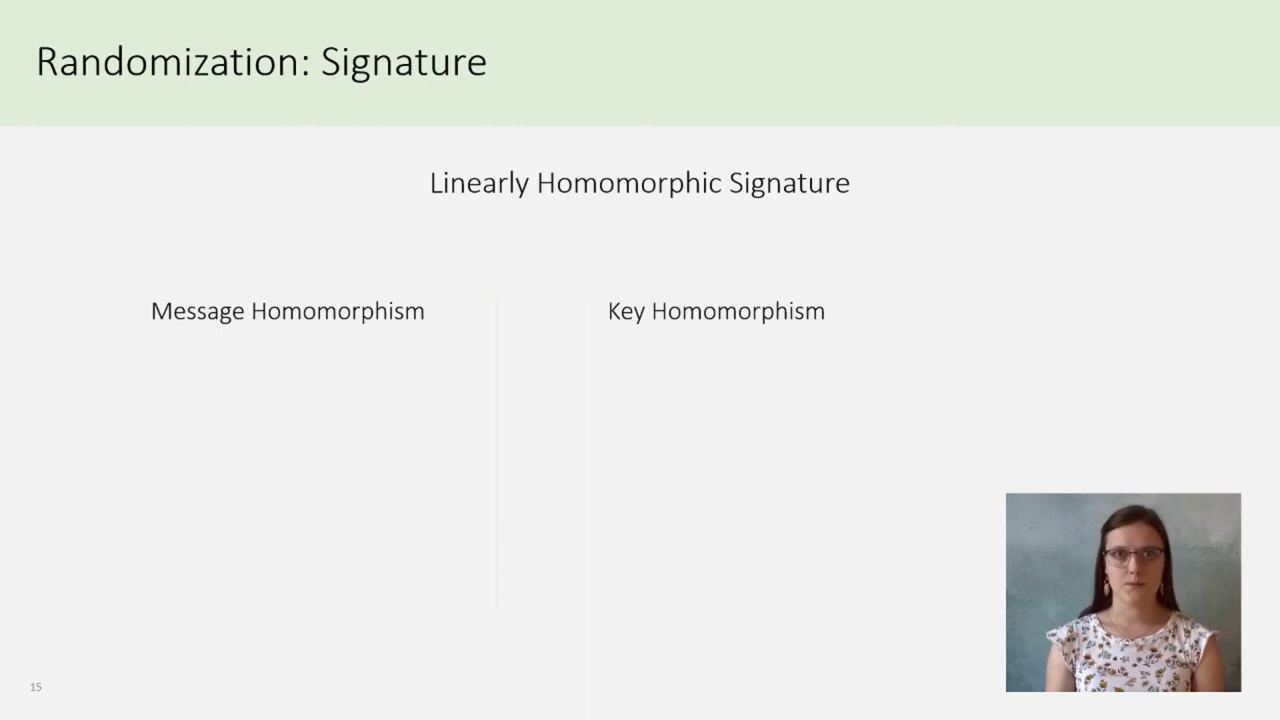 Randomization: Signature
Linearly Homomorphic Signature
Message Homomorphism
Key Homomorphism
15